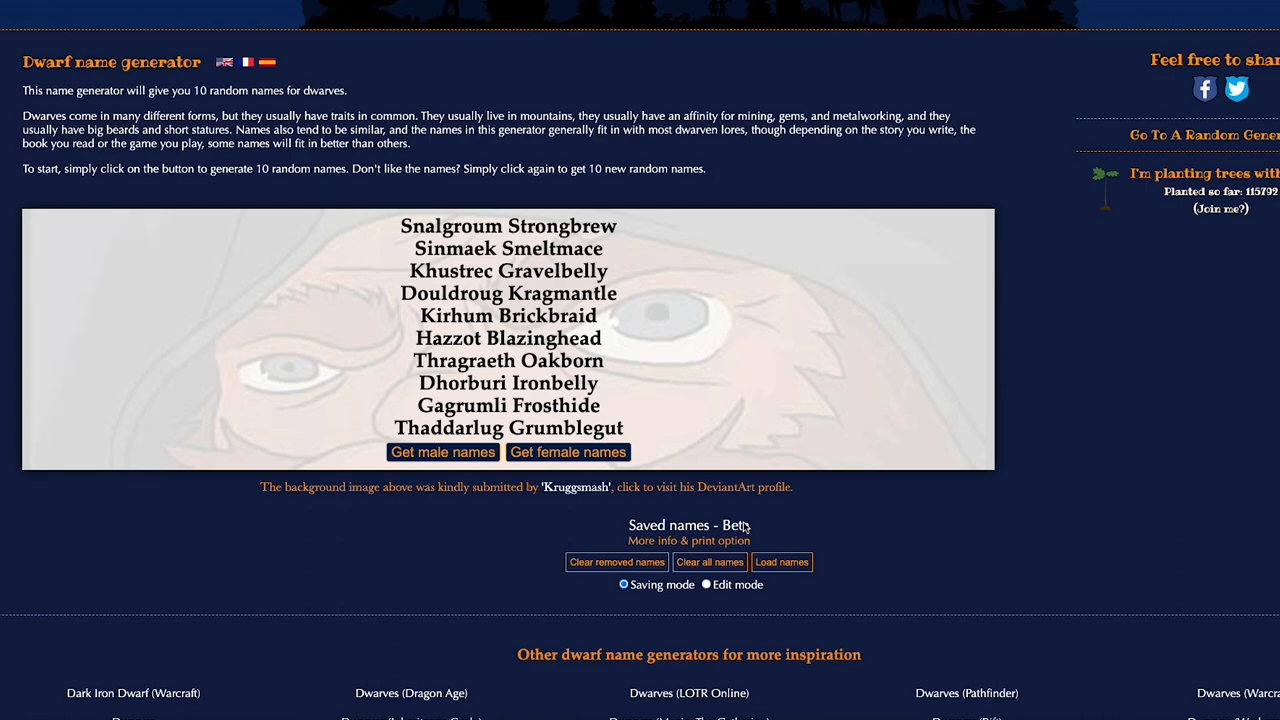 Dwarf name generator
This name generator will give you 10 random names for dwarves.
Dwarves come in many different forms, but they usually have traits in common. They usually live in mountains, they usually have an affinity for mining, gems, and metalworking, and they
usually have big beards and short statures. Names also tend to be similar, and the names in this generator generally fit in with most dwarven lores, though depending on the story you write, the
book you read or the game you play, some names will fit in better than others.
To start, simply click on the button to generate 10 random names. Don't like the names? Simply click again to get 10 new random names.
Snalgroum Strongbrew
Sinmaek Smeltmace
Khustrec Gravelbelly
Douldroug Kragmantle
Kirhum Brickbraid
Hazzot Blazinghead
Thragraeth Oakborn
Dhorburi Ironbelly
Gagrumli Frosthide
Thaddarlug Grumblegut
Get male names Get female names
The background image above was kindly submitted by 'Kruggsmash', click to visit his DeviantArt profile.
Saved names - Beta
More info & print option
Clear removed names Clear all names Load names
Saving mode Edit mode
Other dwarf name generators for more inspiration
Dark Iron Dwarf (Warcraft) Dwarves (Dragon Age) Dwarves (LOTR Online) Dwarves (Pathfinder) Dwarves (Warcra
Feel free to shar
Go To A Random Gener
I'm planting trees with
Planted so far: 115792
(Join me?)